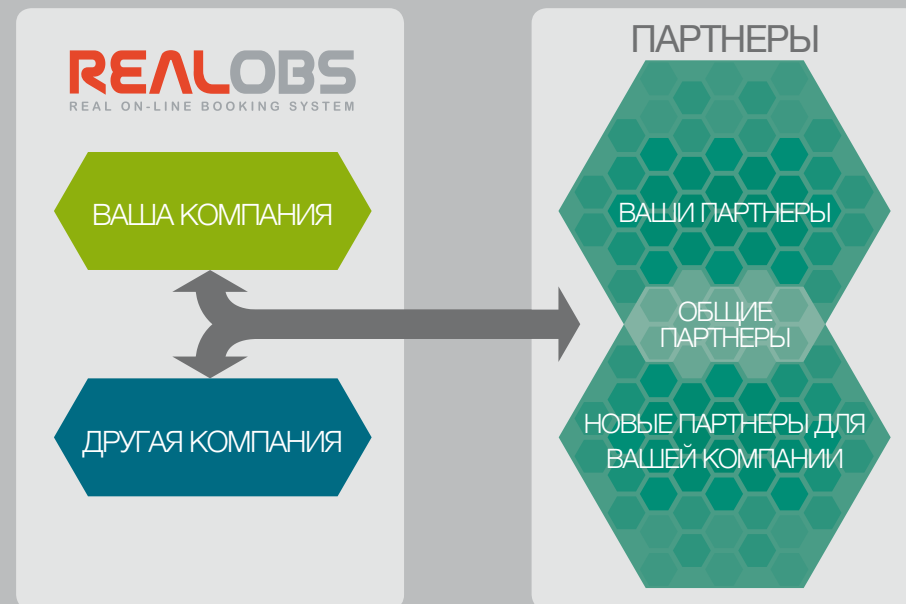 REALOBS
REAL ON-LINE BOOKING SYSTEM
ВАША КОМПАНИЯ
ДРУГАЯ КОМПАНИЯ
ПАРТНЕРЫ
ВАШИ ПАРТНЕРЫ
ОБЩИЕ
ПАРТНЕРЫ
НОВЫЕ ПАРТНЕРЫ ДЛЯ
ВАШЕЙ КОМПАНИИ